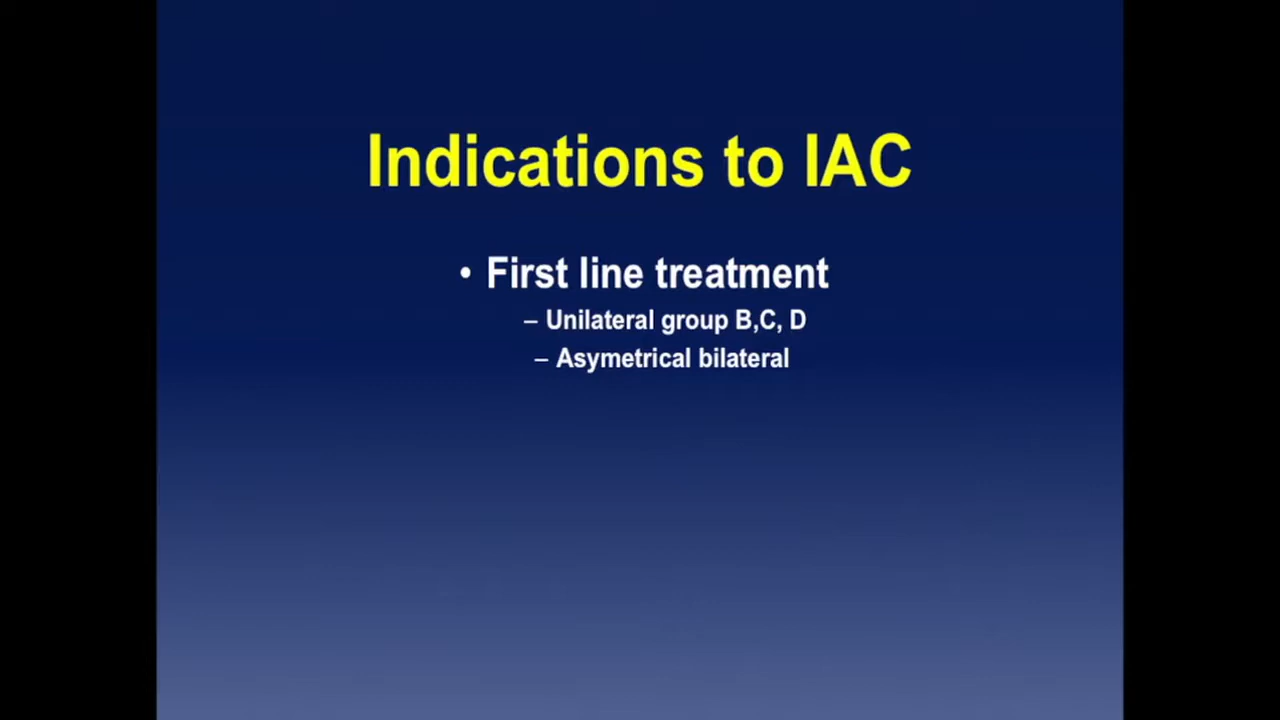 Indications to IAC
• First line treatment
– Unilateral group B,C, D
– Asymetrical bilateral